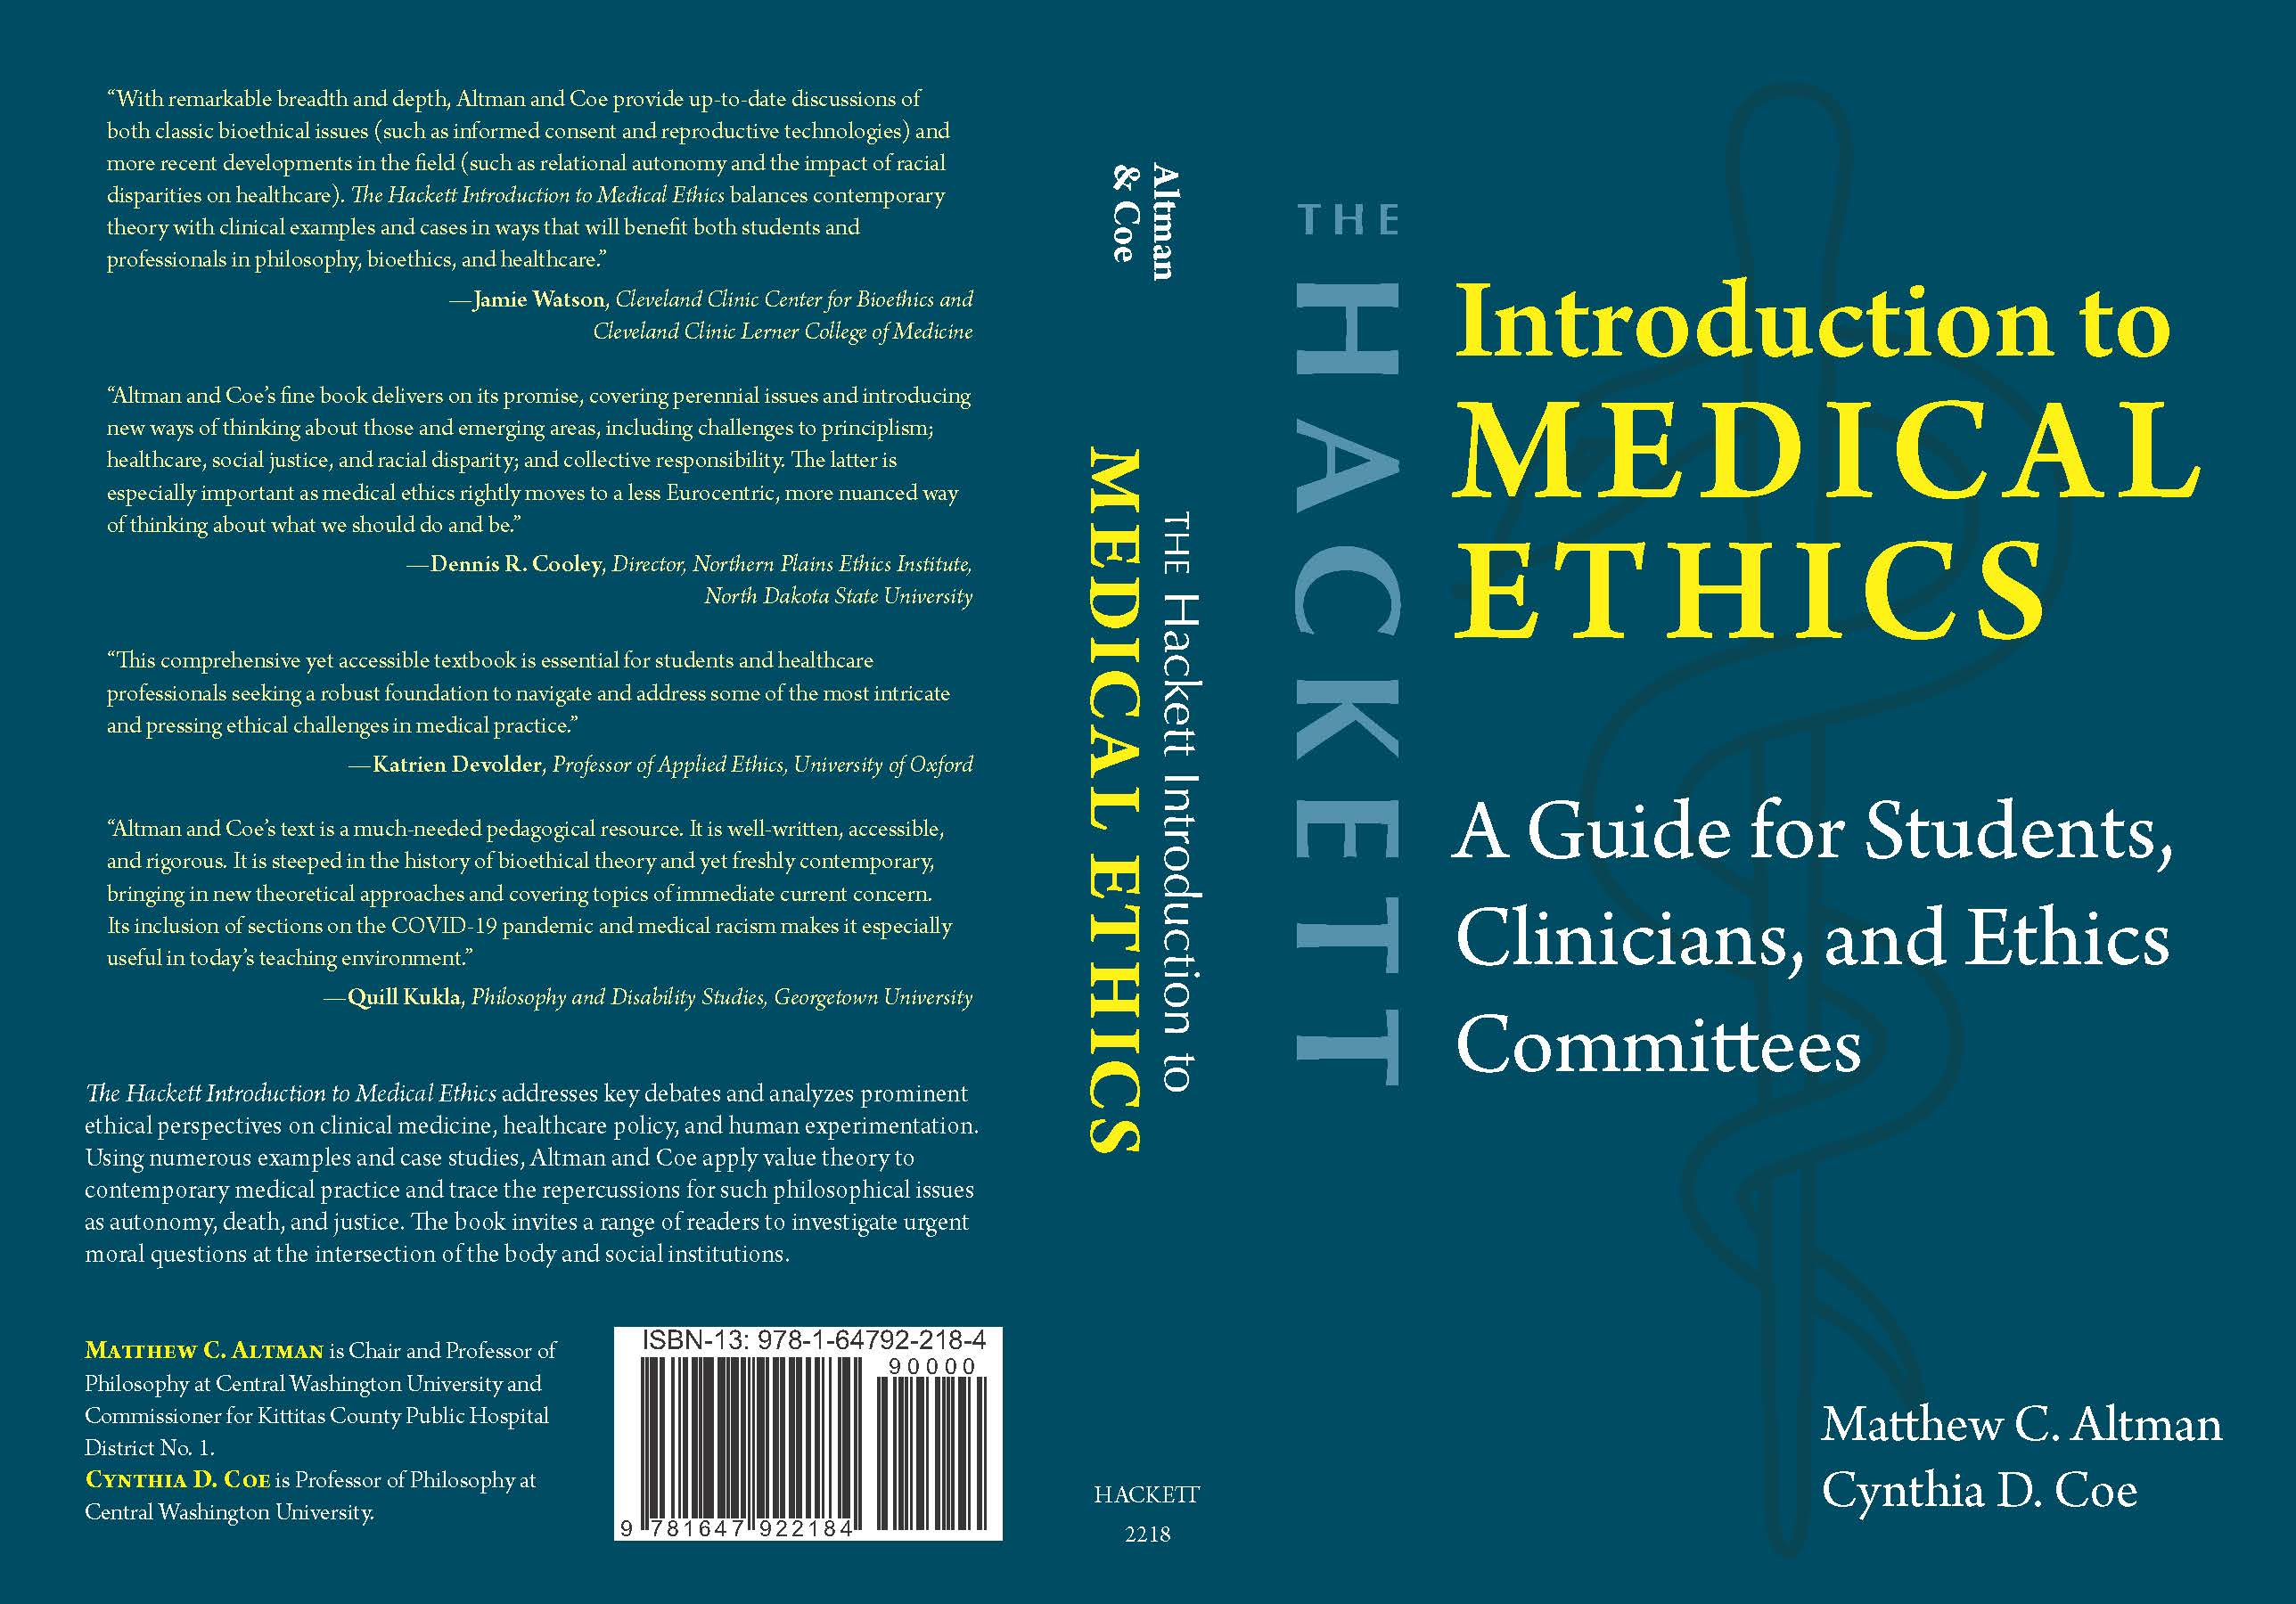 “With remarkable breadth and depth, Altman and Coe provide up-to-date discussions of
both classic bioethical issues (such as informed consent and reproductive technologies) and
more recent developments in the field (such as relational autonomy and the impact of racial
disparities on healthcare). The Hackett Introduction to Medical Ethics balances contemporary
theory with clinical examples and cases in ways that will benefit both students and
professionals in philosophy, bioethics, and healthcare.”
—Jamie Watson, Cleveland Clinic Center for Bioethics and
Cleveland Clinic Lerner College of Medicine
“Altman and Coe’s fine book delivers on its promise, covering perennial issues and introducing
new ways of thinking about those and emerging areas, including challenges to principlism;
healthcare, social justice, and racial disparity; and collective responsibility. The latter is
especially important as medical ethics rightly moves to a less Eurocentric, more nuanced way
of thinking about what we should do and be.”
—Dennis R. Cooley, Director, Northern Plains Ethics Institute,
North Dakota State University
“This comprehensive yet accessible textbook is essential for students and healthcare
professionals seeking a robust foundation to navigate and address some of the most intricate
and pressing ethical challenges in medical practice.”
—Katrien Devolder, Professor of Applied Ethics, University of Oxford
“Altman and Coe’s text is a much-needed pedagogical resource. It is well-written, accessible,
and rigorous. It is steeped in the history of bioethical theory and yet freshly contemporary,
bringing in new theoretical approaches and covering topics of immediate current concern.
Its inclusion of sections on the COVID-19 pandemic and medical racism makes it especially
useful in today’s teaching environment.”
—Quill Kukla, Philosophy and Disability Studies, Georgetown University
The Hackett Introduction to Medical Ethics addresses key debates and analyzes prominent
ethical perspectives on clinical medicine, healthcare policy, and human experimentation.
Using numerous examples and case studies, Altman and Coe apply value theory to
contemporary medical practice and trace the repercussions for such philosophical issues
as autonomy, death, and justice. The book invites a range of readers to investigate urgent
moral questions at the intersection of the body and social institutions.
Matthew C. Altman is Chair and Professor of
Philosophy at Central Washington University and
Commissioner for Kittitas County Public Hospital
District No. 1.
Cynthia D. Coe is Professor of Philosophy at
Central Washington University.
ISBN-13: 978-1-64792-218-4
90000
9 781647 922184
Altman
& Coe
THE Hackett Introduction to
MEDICAL ETHICS
HACKETT
2218
THE
HACKETT
Introduction to
MEDICAL
ETHICS
A Guide for Students,
Clinicians, and Ethics
Committees
Matthew C. Altman
Cynthia D. Coe